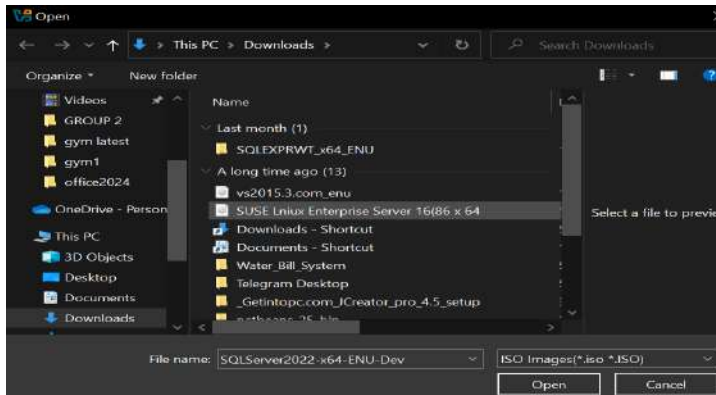 Open
This PC > Downloads >
Search Downloads
Organize
New folder
Videos
GROUP 2
gym latest
gym1
office2024
OneDrive - Person
This PC
3D Objects
Desktop
Documents
Downloads
Name
Last month (1)
SQLEXPRWT_x64_ENU
A long time ago (13)
vs2015.3.com_enu
SUSE Lniux Enterprise Server 16(86 x 64
Downloads - Shortcut
Documents - Shortcut
Water_Bill_System
Telegram Desktop
_Getintopc.com_JCreator_pro_4.5_setup
Select a file to previe
File name:
SQLServer2022-x64-ENU-Dev
ISO Images(*.iso *.ISO)
Open
Cancel